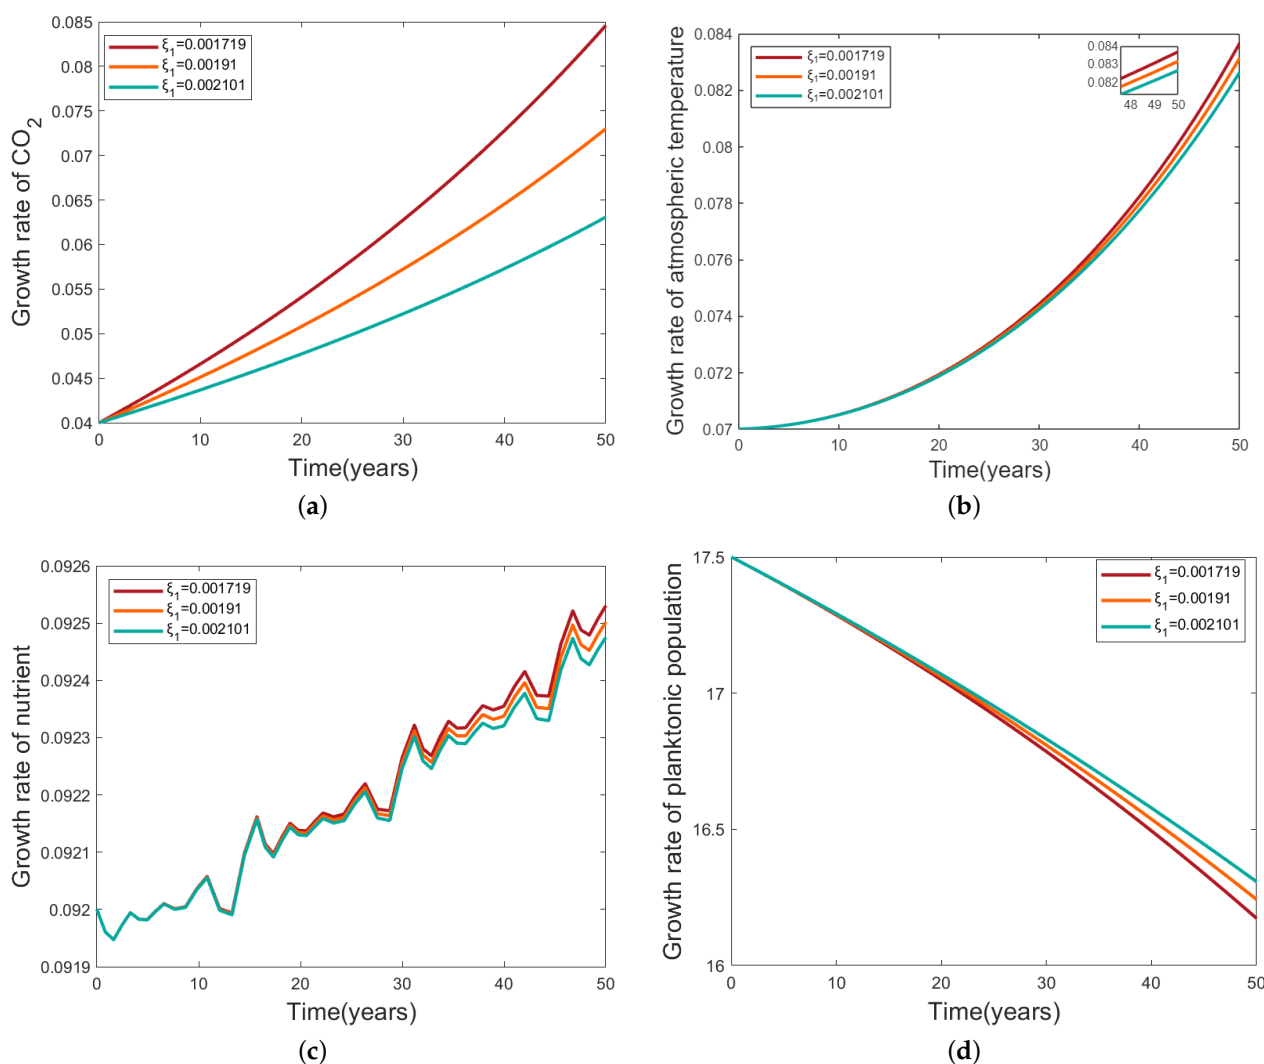 Growth rate of CO2
0.085
0.08
0.075
0.07
0.065
0.06
0.055
0.05
0.045
0.04
ξ1=0.001719
ξ1=0.00191
ξ1=0.002101
0 10 20 30 40 50
Time(years)
(a)
Growth rate of atmospheric temperature
0.084
0.082
0.08
0.078
0.076
0.074
0.072
0.07
ξ1=0.001719
ξ1=0.00191
ξ1=0.002101
0.084
0.083
0.082
48 49 50
0 10 20 30 40 50
Time(years)
(b)
Growth rate of nutrient
0.0926
0.0925
0.0924
0.0923
0.0922
0.0921
0.092
0.0919
ξ1=0.001719
ξ1=0.00191
ξ1=0.002101
0 10 20 30 40 50
Time(years)
(c)
Growth rate of planktonic population
17.5
17
16.5
16
ξ1=0.001719
ξ1=0.00191
ξ1=0.002101
0 10 20 30 40 50
Time(years)
(d)